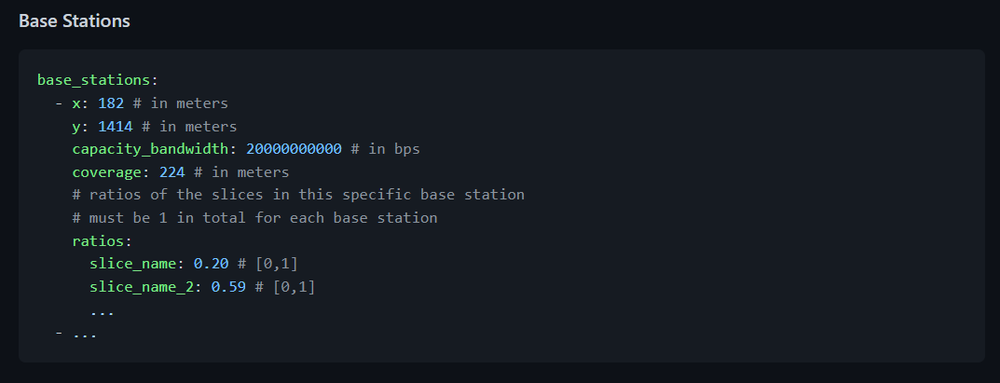 Base Stations
base_stations:
  - x: 182 # in meters
    y: 1414 # in meters
    capacity_bandwidth: 20000000000 # in bps
    coverage: 224 # in meters
    # ratios of the slices in this specific base station
    # must be 1 in total for each base station
    ratios:
      slice_name: 0.20 # [0,1]
      slice_name_2: 0.59 # [0,1]
      ...
  - ...